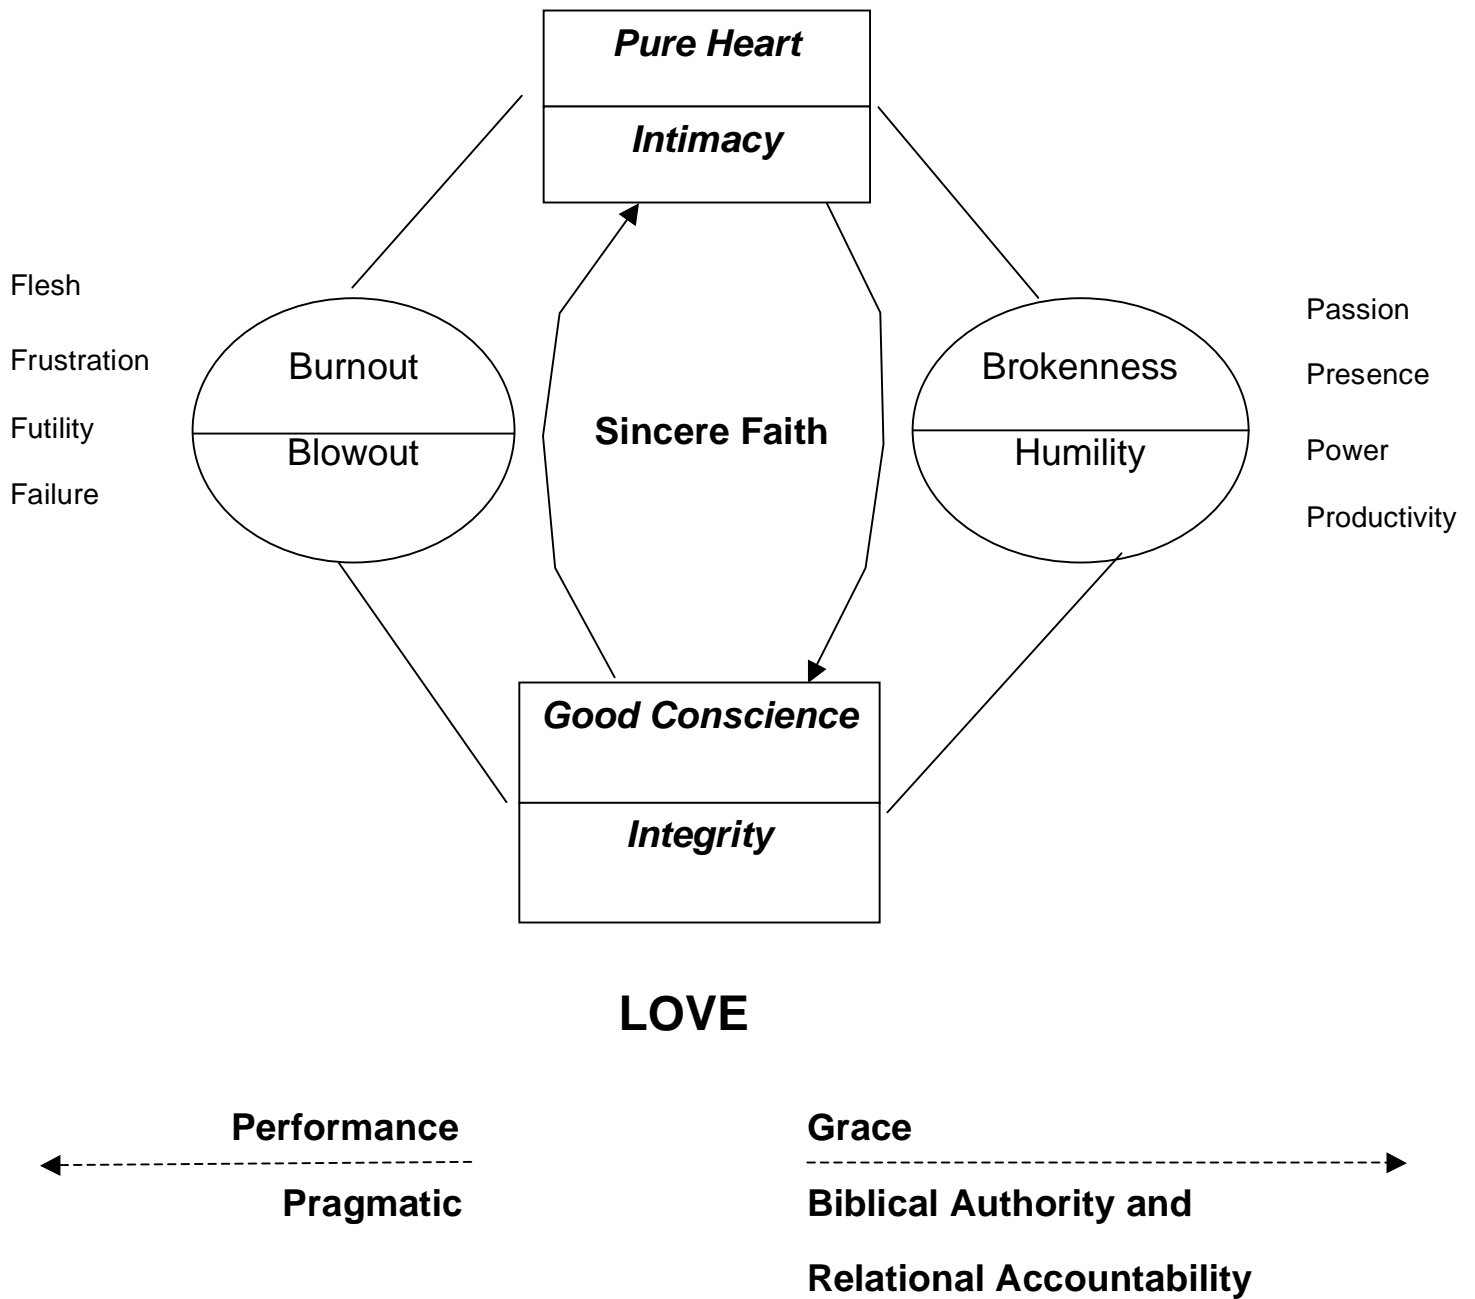 Pure Heart
Intimacy
Flesh
Frustration
Futility
Failure
Burnout
Blowout
Sincere Faith
Brokenness
Humility
Passion
Presence
Power
Productivity
Good Conscience
Integrity
LOVE
Performance
Pragmatic
Grace
Biblical Authority and
Relational Accountability